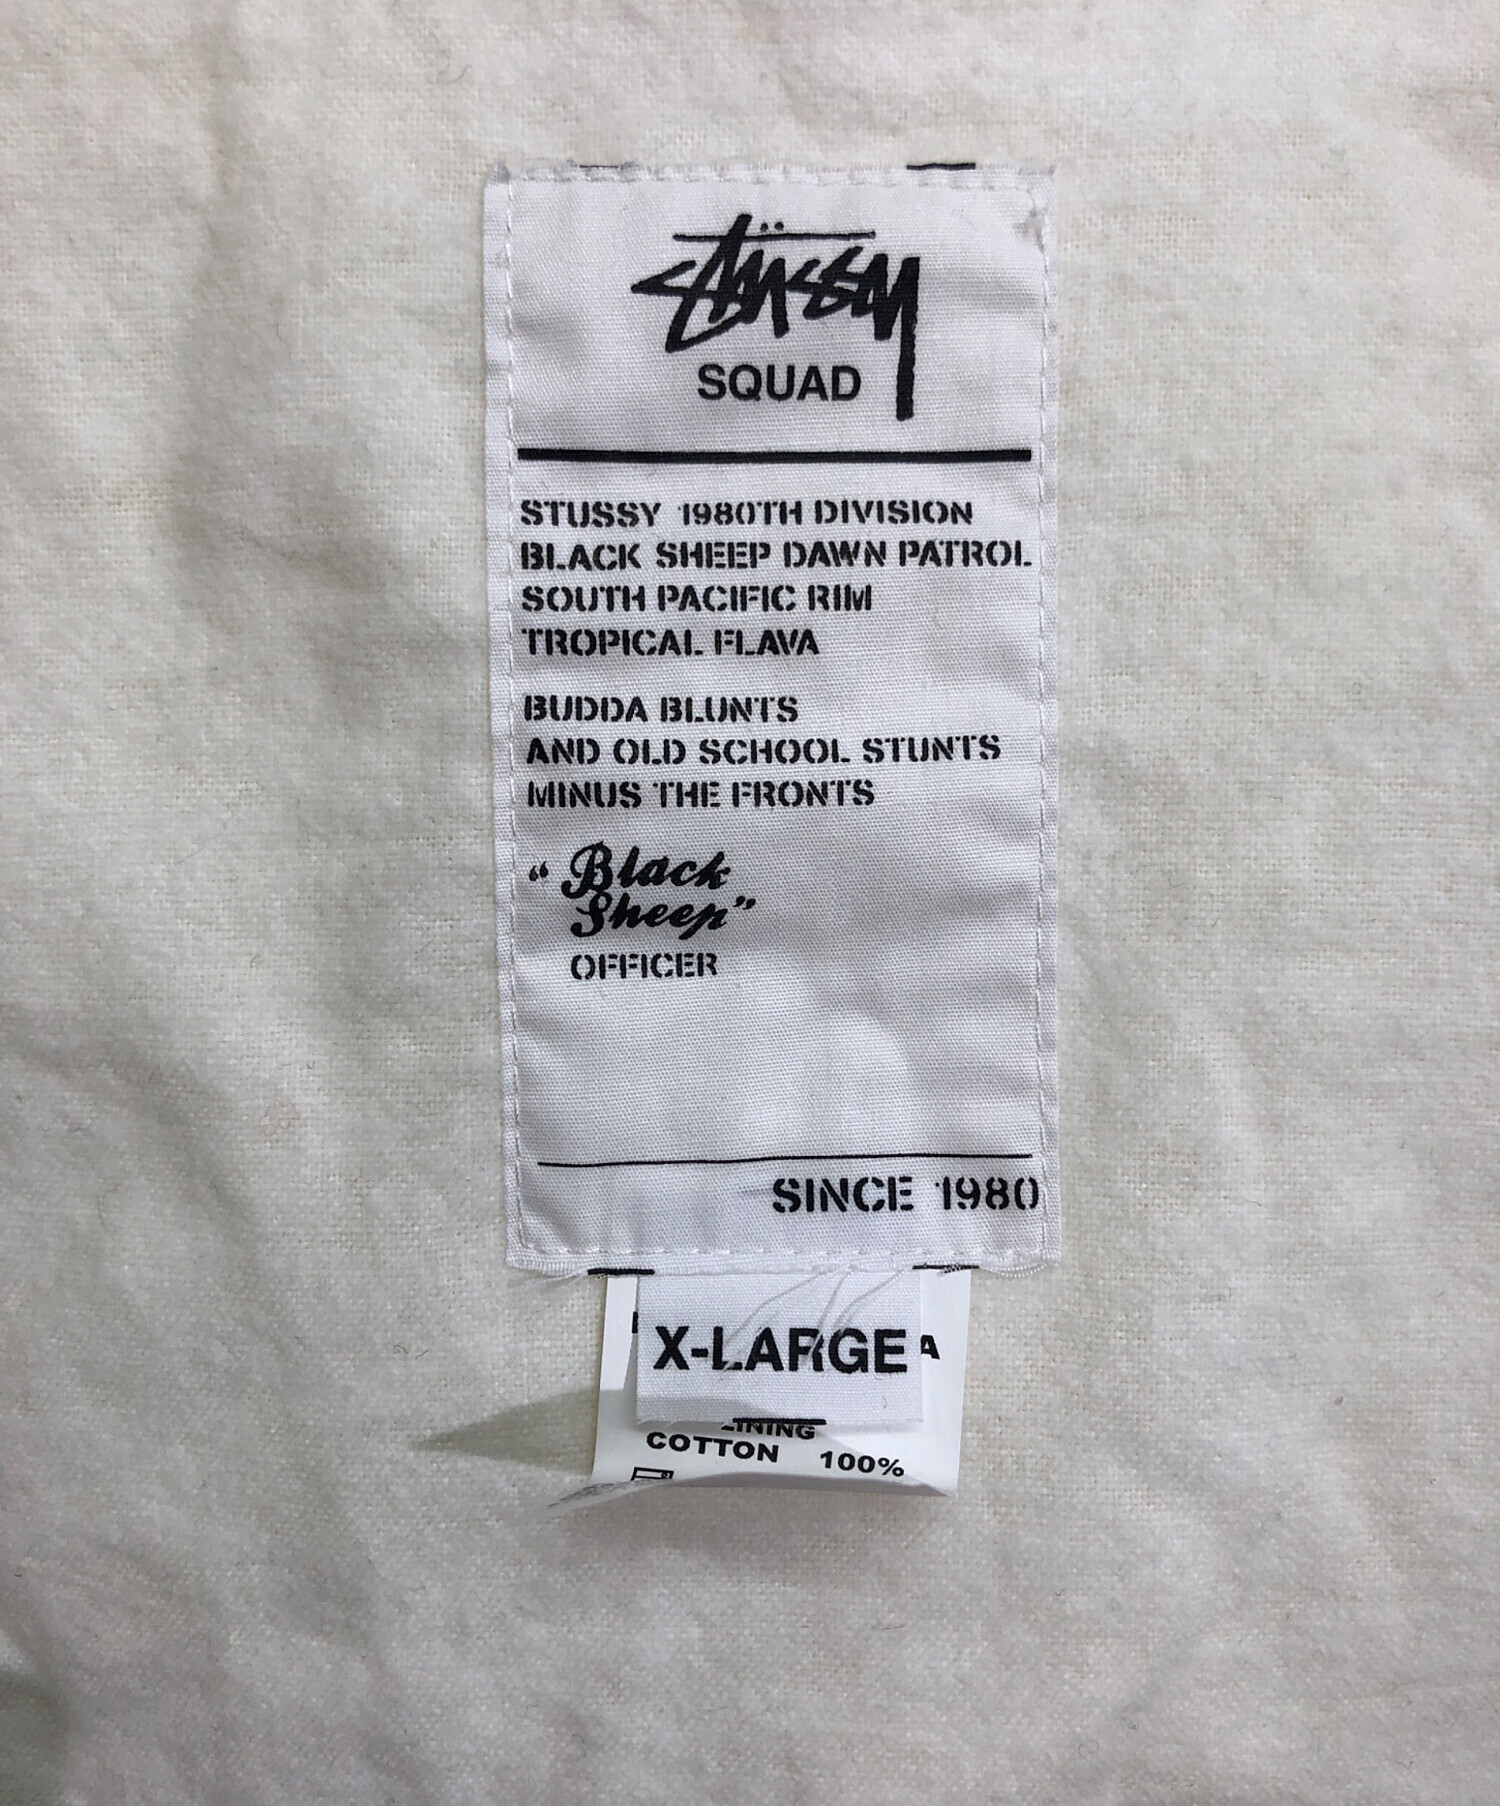 Stüssy
SQUAD
STUSSY 1980TH DIVISION
BLACK SHEEP DAWN PATROL
SOUTH PACIFIC RIM
TROPICAL FLAVA
BUDDA BLUNTS
AND OLD SCHOOL STUNTS
MINUS THE FRONTS
“Black
Sheep”
OFFICER
SINCE 1980
X-LARGE
LINING
COTTON 100%